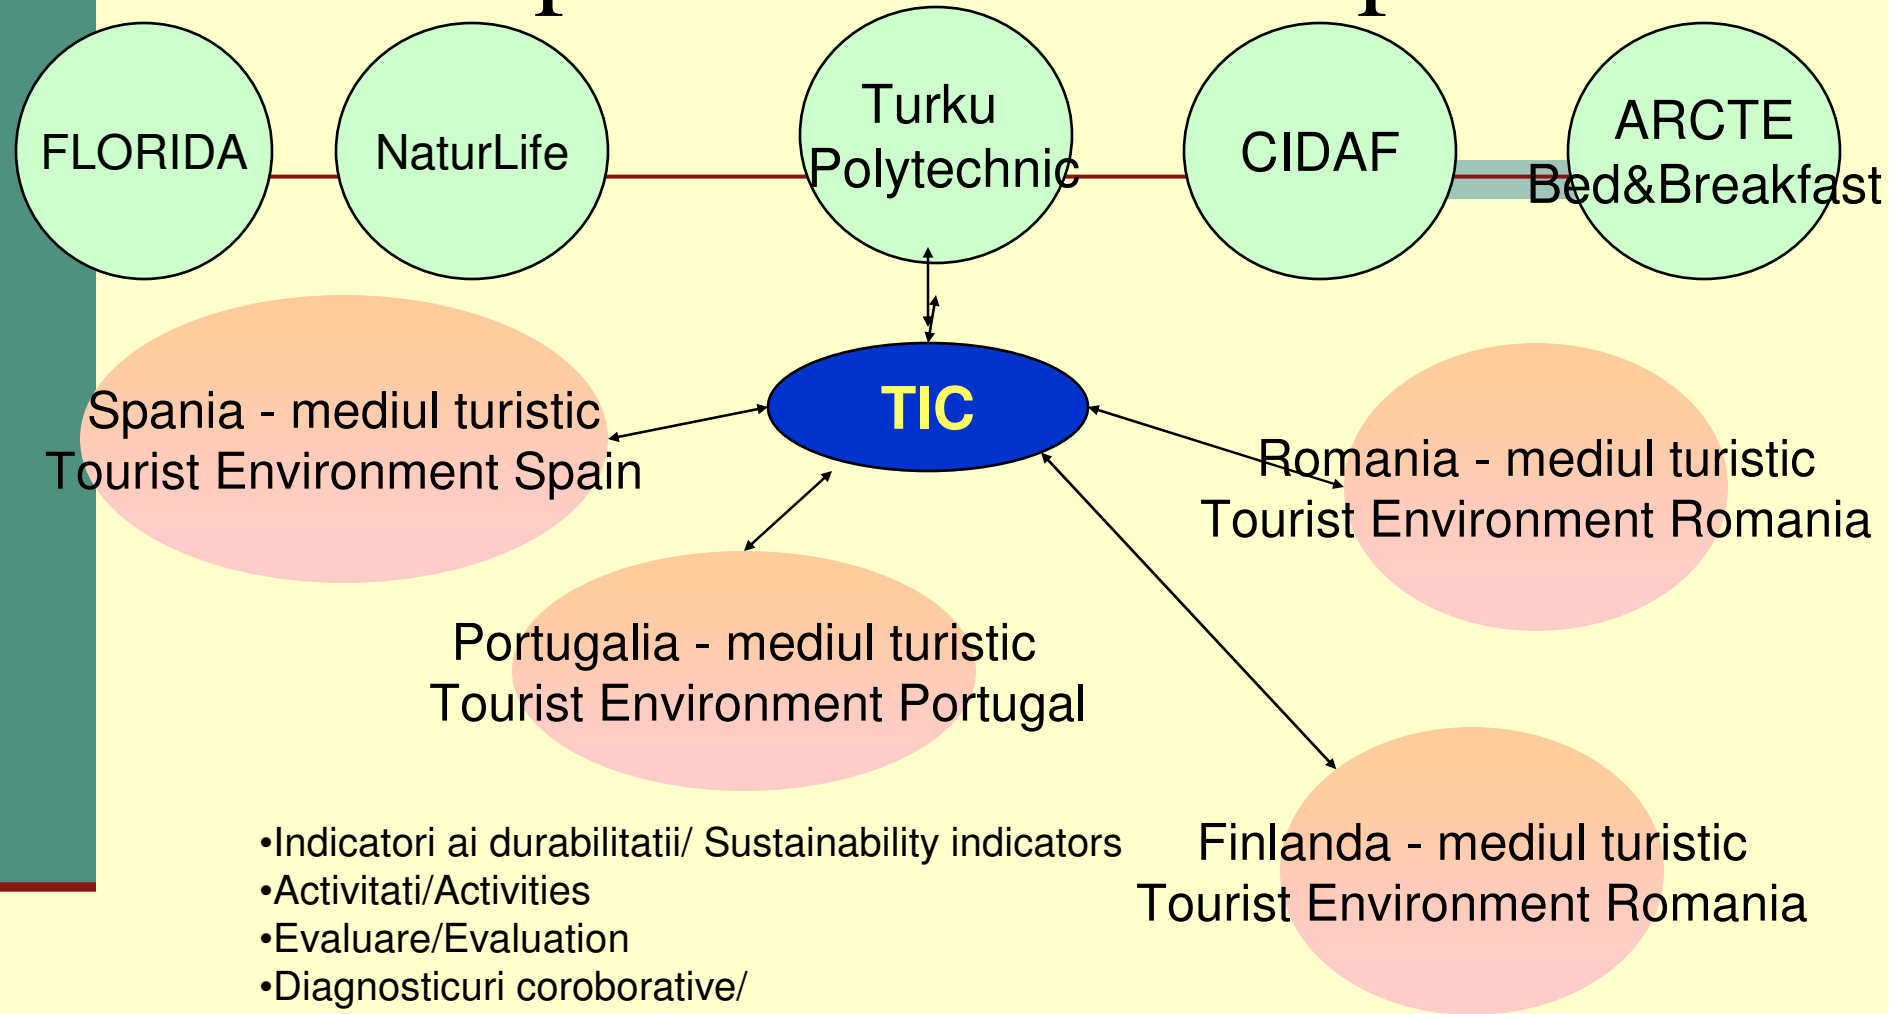 FLORIDA
NaturLife
Turku
Polytechnic
CIDAF
ARCTE
Bed&Breakfast
TIC
Spania - mediul turistic
Tourist Environment Spain
Romania - mediul turistic
Tourist Environment Romania
Portugalia - mediul turistic
Tourist Environment Portugal
Finlanda - mediul turistic
Tourist Environment Romania
•Indicatori ai durabilitatii/ Sustainability indicators
•Activitati/Activities
•Evaluare/Evaluation
•Diagnosticuri coroborative/